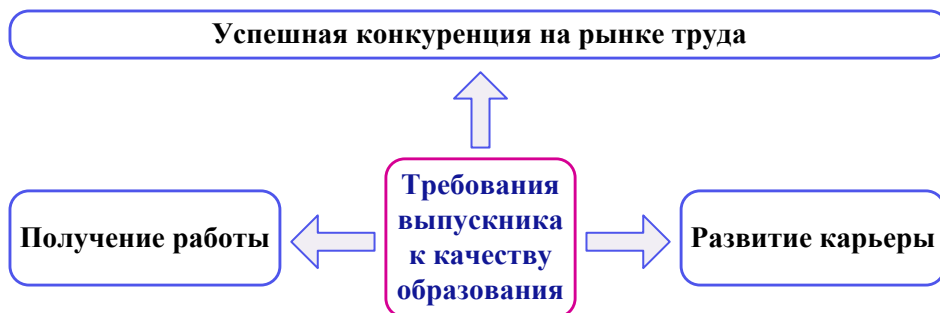 Успешная конкуренция на рынке труда
Получение работы
Требования
выпускника
к качеству
образования
Развитие карьеры